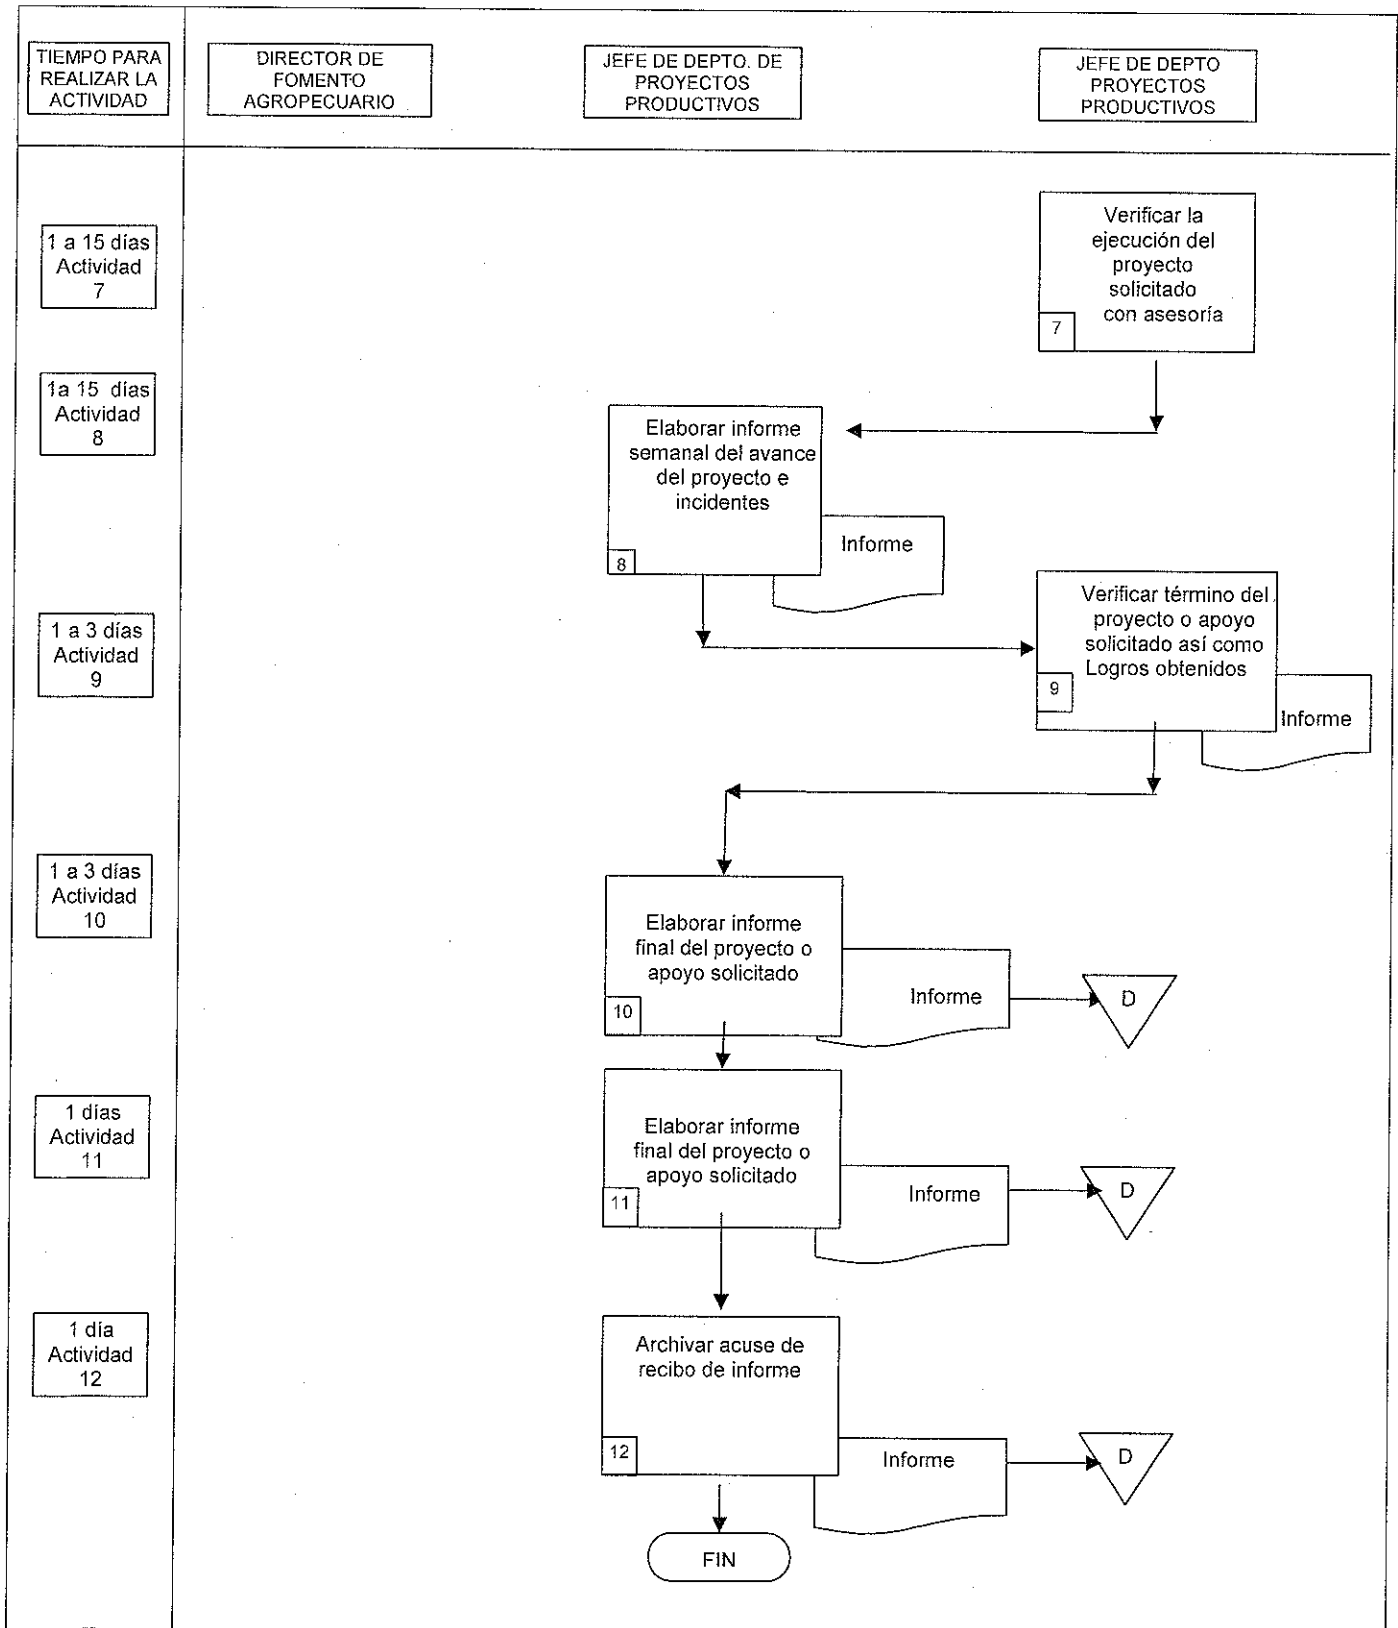 TIEMPO PARA
REALIZAR LA
ACTIVIDAD
DIRECTOR DE
FOMENTO
AGROPECUARIO
JEFE DE DEPTO. DE
PROYECTOS
PRODUCTIVOS
JEFE DE DEPTO
PROYECTOS
PRODUCTIVOS
1 a 15 días
Actividad
7
Verificar la
ejecución del
proyecto
solicitado
con asesoría
7
1a 15 días
Actividad
8
Elaborar informe
semanal del avance
del proyecto e
incidentes
8
Informe
1 a 3 días
Actividad
9
Verificar término del
proyecto o apoyo
solicitado así como
Logros obtenidos
9
Informe
1 a 3 días
Actividad
10
Elaborar informe
final del proyecto o
apoyo solicitado
10
Informe
D
1 días
Actividad
11
Elaborar informe
final del proyecto o
apoyo solicitado
11
Informe
D
1 día
Actividad
12
Archivar acuse de
recibo de informe
12
Informe
D
FIN